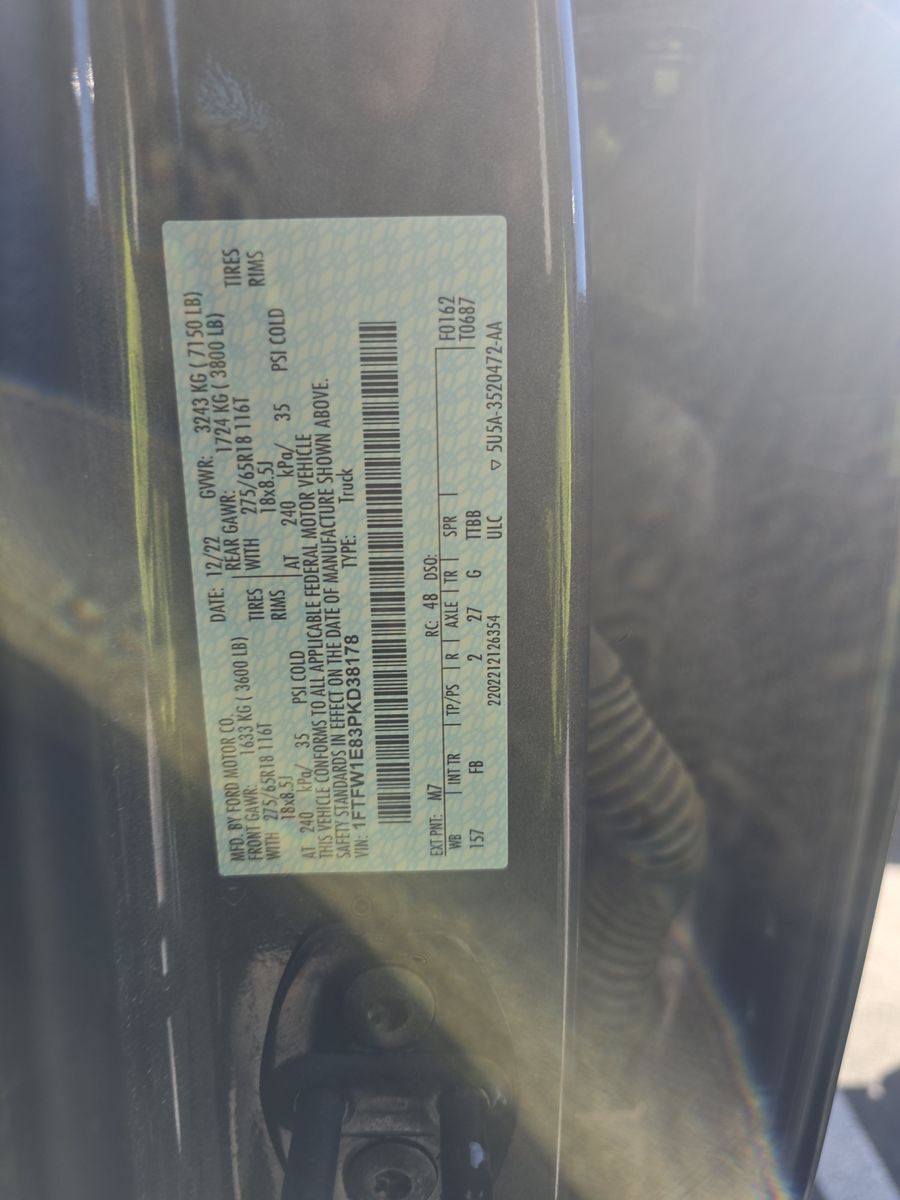 MFD. BY FORD MOTOR CO.
DATE: 12/22 GVWR: 3243 KG ( 7150 LB)
FRONT GAWR: 1633 KG ( 3600 LB)
REAR GAWR: 1724 KG ( 3800 LB)
WITH 275/65R18 116T TIRES
WITH 275/65R18 116T TIRES
18x8.5J RIMS
18x8.5J RIMS
AT 240 kPa/ 35 PSI COLD
AT 240 kPa/ 35 PSI COLD
THIS VEHICLE CONFORMS TO ALL APPLICABLE FEDERAL MOTOR VEHICLE
SAFETY STANDARDS IN EFFECT ON THE DATE OF MANUFACTURE SHOWN ABOVE.
VIN: 1FTFW1E83PKD38178 TYPE: Truck
EXT PNT: M7 RC: 48 DSO: F0162
WB INT TR TP/PS R AXLE TR SPR T0687
157 FB 2 27 G TTBB
2202212126354 ULC ▽ 5U5A-3520472-AA